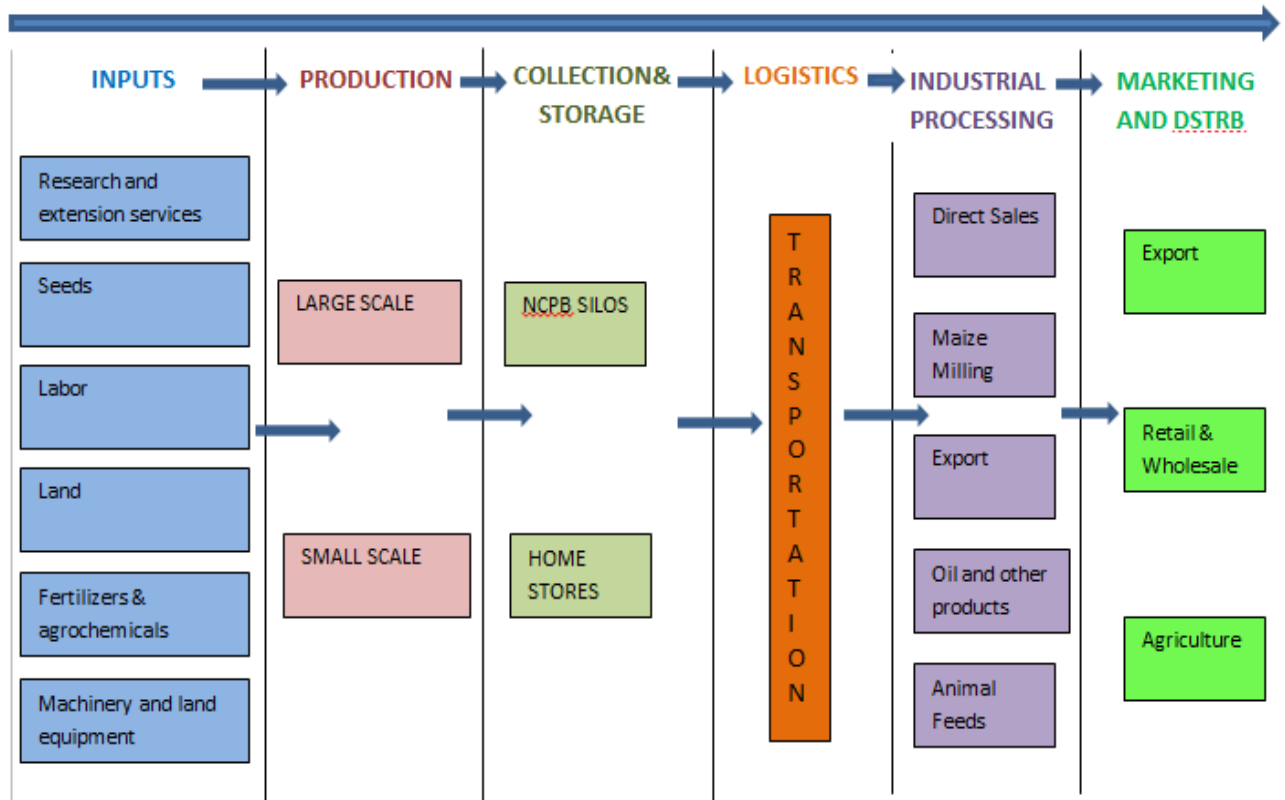 INPUTS
PRODUCTION
COLLECTION&
STORAGE
LOGISTICS
INDUSTRIAL
PROCESSING
MARKETING
AND DSTRB
Research and
extension services
Seeds
Labor
Land
Fertilizers &
agrochemicals
Machinery and land
equipment
LARGE SCALE
SMALL SCALE
NCPB SILOS
HOME
STORES
T
R
A
N
S
P
O
R
T
A
T
I
O
N
Direct Sales
Maize
Milling
Export
Oil and other
products
Animal
Feeds
Export
Retail &
Wholesale
Agriculture